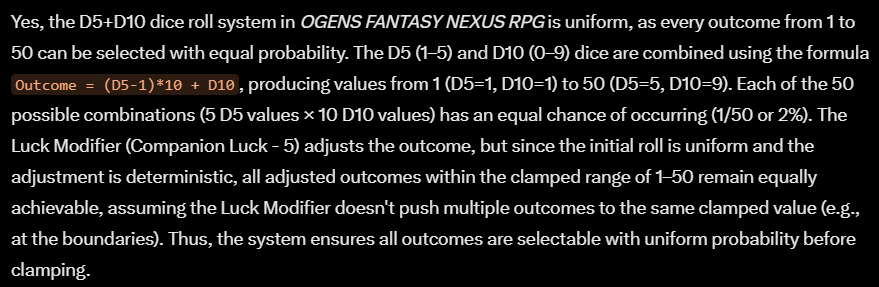 Yes, the D5+D10 dice roll system in OGENS FANTASY NEXUS RPG is uniform, as every outcome from 1 to
50 can be selected with equal probability. The D5 (1–5) and D10 (0–9) dice are combined using the formula
Outcome = (D5-1)*10 + D10, producing values from 1 (D5=1, D10=1) to 50 (D5=5, D10=9). Each of the 50
possible combinations (5 D5 values × 10 D10 values) has an equal chance of occurring (1/50 or 2%). The
Luck Modifier (Companion Luck - 5) adjusts the outcome, but since the initial roll is uniform and the
adjustment is deterministic, all adjusted outcomes within the clamped range of 1–50 remain equally
achievable, assuming the Luck Modifier doesn't push multiple outcomes to the same clamped value (e.g.,
at the boundaries). Thus, the system ensures all outcomes are selectable with uniform probability before
clamping.